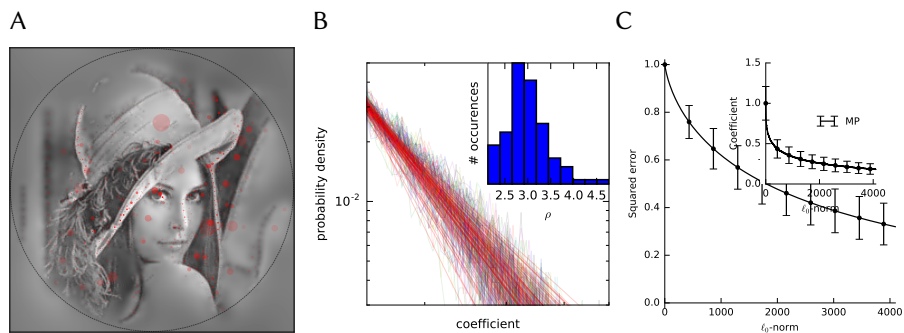 A
B
C
probability density
10⁻²
coefficient
# occurences
2.5 3.0 3.5 4.0 4.5
ρ
Squared error
1.0
0.8
0.6
0.4
0.2
0.0
0 1000 2000 3000 4000
ℓ₀-norm
Coefficient
1.5
1.0
0.5
0.0
0 2000 4000
ℓ₀-norm
MP